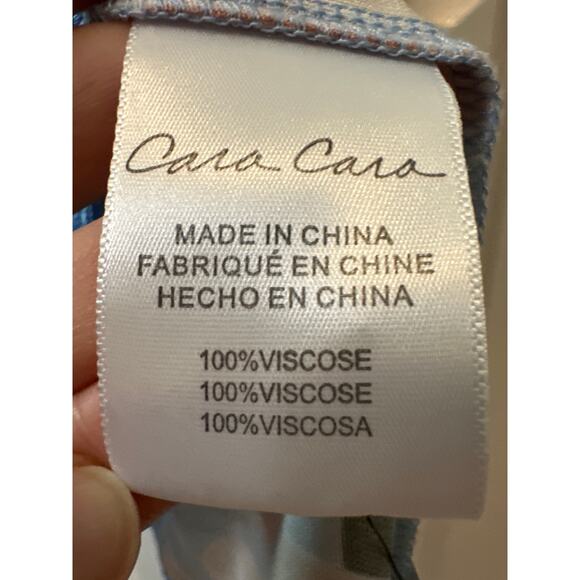 Cara Cara
MADE IN CHINA
FABRIQUÉ EN CHINE
HECHO EN CHINA
100%VISCOSE
100%VISCOSE
100%VISCOSA